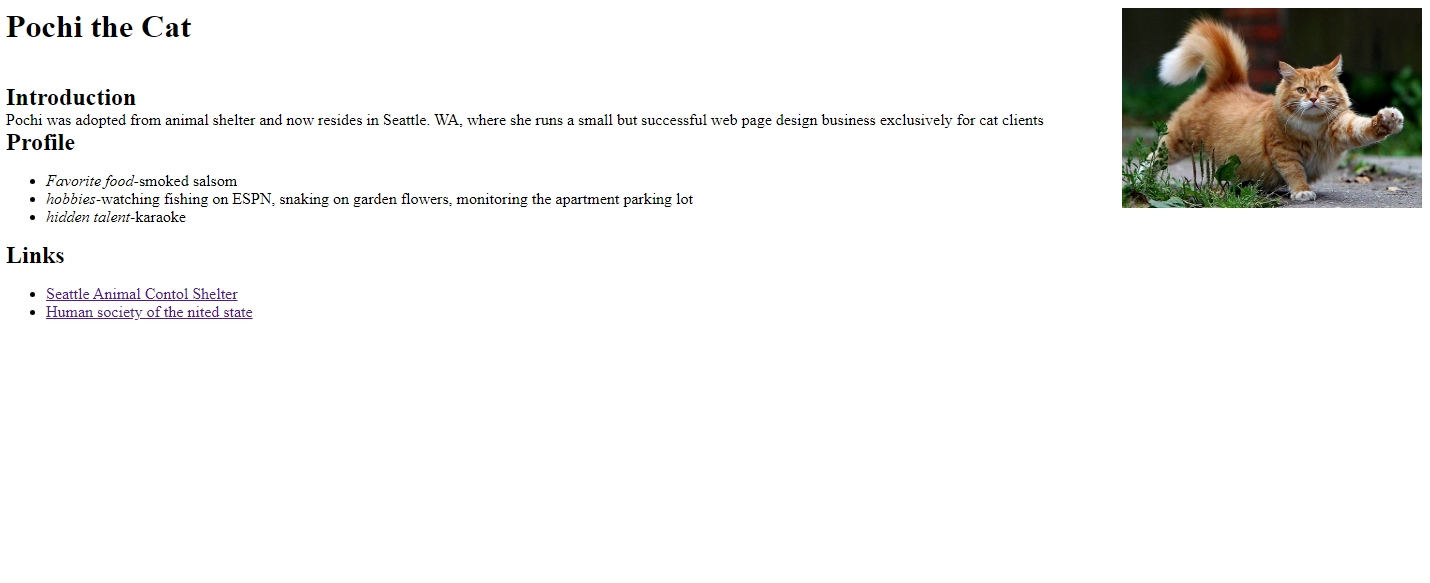 Pochi the Cat
Introduction
Pochi was adopted from animal shelter and now resides in Seattle. WA, where she runs a small but successful web page design business exclusively for cat clients
Profile
Favorite food-smoked salsom
hobbies-watching fishing on ESPN, snaking on garden flowers, monitoring the apartment parking lot
hidden talent-karaoke
Links
Seattle Animal Contol Shelter
Human society of the nited state